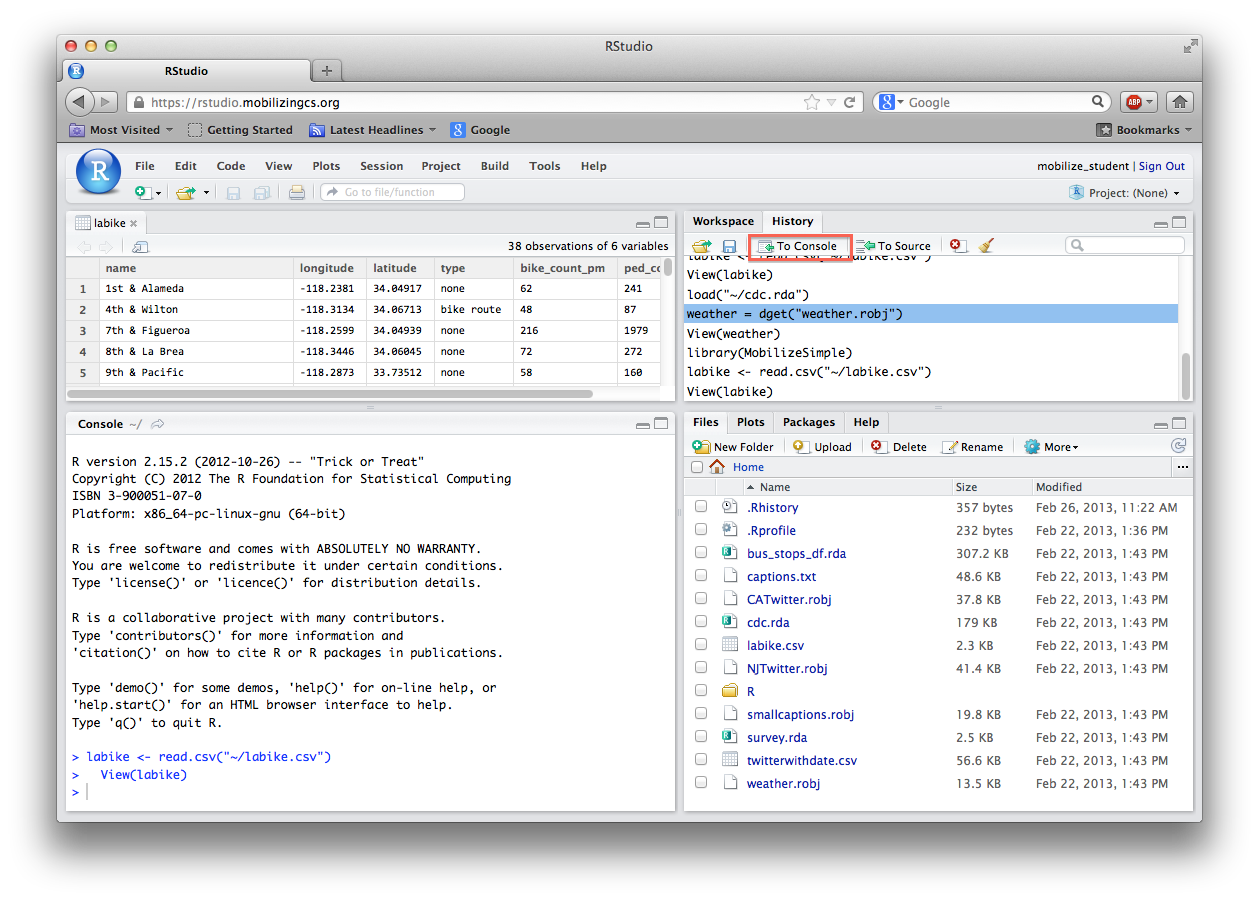 RStudio
RStudio
https://rstudio.mobilizingcs.org
Google
ABP
Most Visited Getting Started Latest Headlines Google Bookmarks
R File Edit Code View Plots Session Project Build Tools Help mobilize_student | Sign Out
Go to file/function Project: (None)
labike
38 observations of 6 variables
name longitude latitude type bike_count_pm ped_cc
1 1st & Alameda -118.2381 34.04917 none 62 241
2 4th & Wilton -118.3134 34.06713 bike route 48 87
3 7th & Figueroa -118.2599 34.04939 none 216 1979
4 8th & La Brea -118.3446 34.06045 none 72 272
5 9th & Pacific -118.2873 33.73512 none 58 160
Workspace History
To Console To Source
labike <- read.csv("~/labike.csv")
View(labike)
load("~/cdc.rda")
weather = dget("weather.robj")
View(weather)
library(MobilizeSimple)
labike <- read.csv("~/labike.csv")
View(labike)
Console ~/
R version 2.15.2 (2012-10-26) -- "Trick or Treat"
Copyright (C) 2012 The R Foundation for Statistical Computing
ISBN 3-900051-07-0
Platform: x86_64-pc-linux-gnu (64-bit)
R is free software and comes with ABSOLUTELY NO WARRANTY.
You are welcome to redistribute it under certain conditions.
Type 'license()' or 'licence()' for distribution details.
R is a collaborative project with many contributors.
Type 'contributors()' for more information and
'citation()' on how to cite R or R packages in publications.
Type 'demo()' for some demos, 'help()' for on-line help, or
'help.start()' for an HTML browser interface to help.
Type 'q()' to quit R.
> labike <- read.csv("~/labike.csv")
> View(labike)
>
Files Plots Packages Help
New Folder Upload Delete Rename More
Home ...
Name Size Modified
.Rhistory 357 bytes Feb 26, 2013, 11:22 AM
.Rprofile 232 bytes Feb 22, 2013, 1:36 PM
bus_stops_df.rda 307.2 KB Feb 22, 2013, 1:43 PM
captions.txt 48.6 KB Feb 22, 2013, 1:43 PM
CATwitter.robj 37.8 KB Feb 22, 2013, 1:43 PM
cdc.rda 179 KB Feb 22, 2013, 1:43 PM
labike.csv 2.3 KB Feb 22, 2013, 1:43 PM
NJTwitter.robj 41.4 KB Feb 22, 2013, 1:43 PM
R
smallcaptions.robj 19.8 KB Feb 22, 2013, 1:43 PM
survey.rda 2.5 KB Feb 22, 2013, 1:43 PM
twitterwithdate.csv 56.6 KB Feb 22, 2013, 1:43 PM
weather.robj 13.5 KB Feb 22, 2013, 1:43 PM